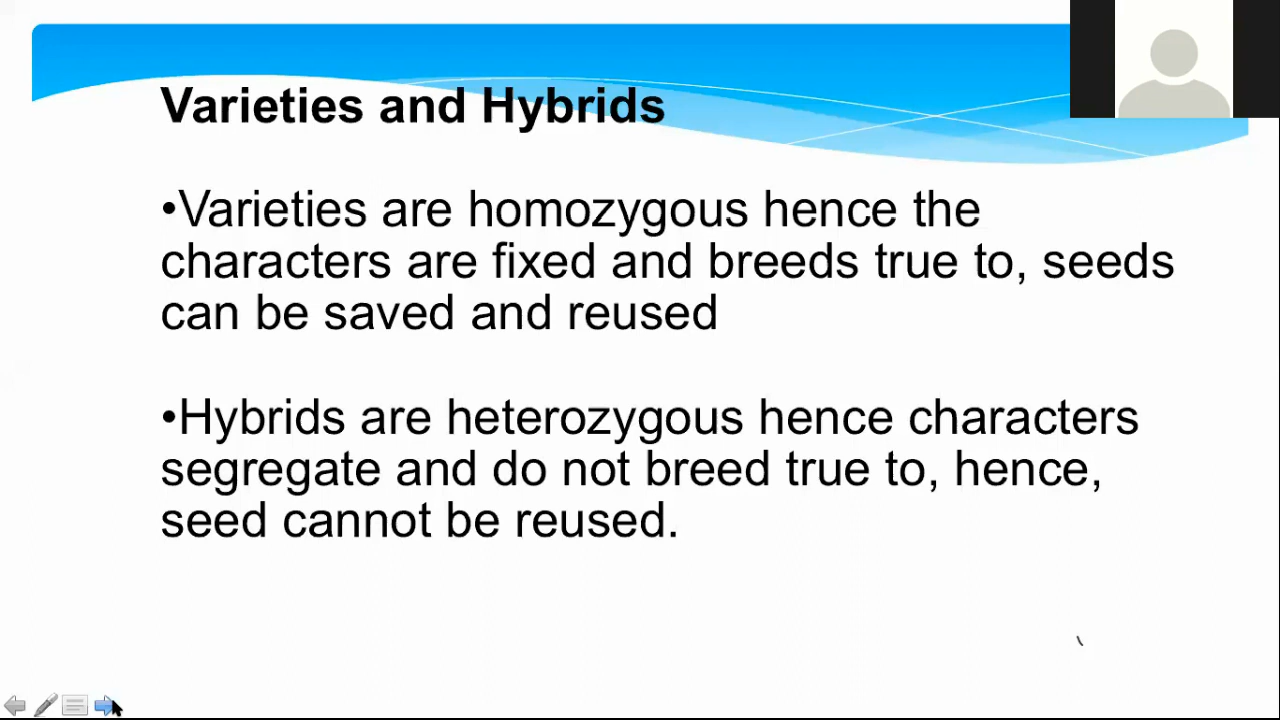 Varieties and Hybrids
•Varieties are homozygous hence the
characters are fixed and breeds true to, seeds
can be saved and reused
•Hybrids are heterozygous hence characters
segregate and do not breed true to, hence,
seed cannot be reused.